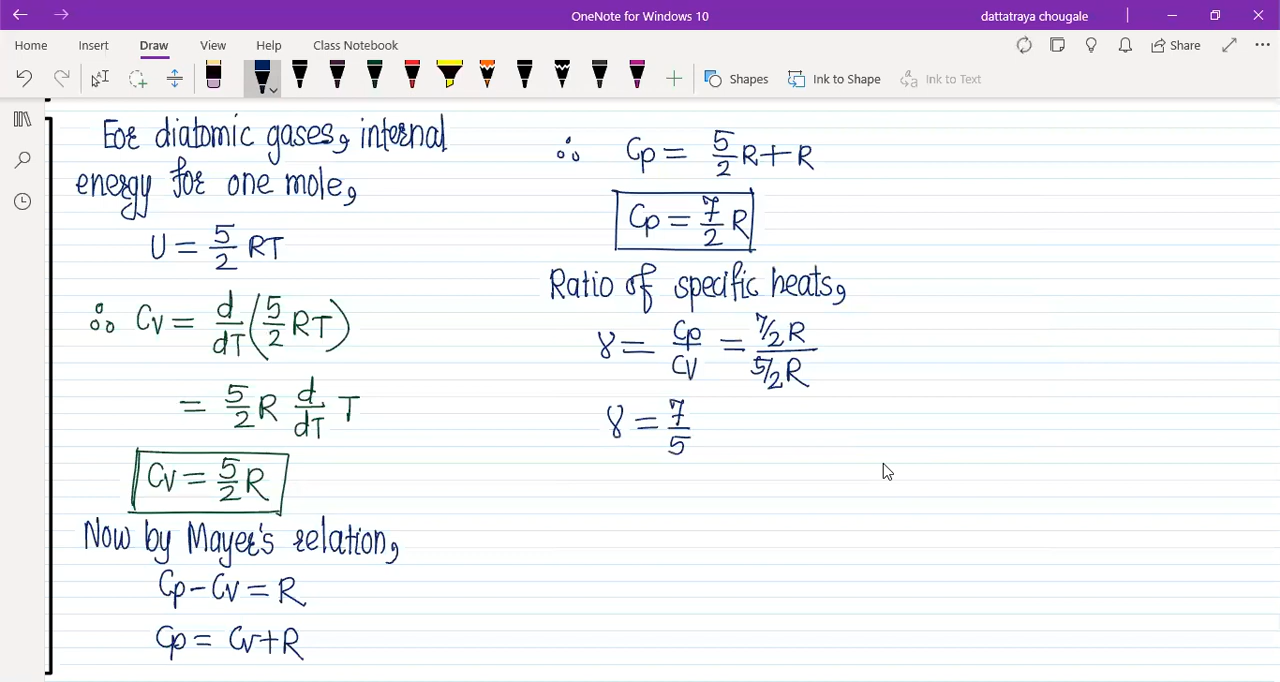 OneNote for Windows 10
dattatraya chougale
Home Insert Draw View Help Class Notebook
Share
Shapes
Ink to Shape
Ink to Text
For diatomic gases, internal
energy for one mole,
U = 5/2 RT
∴ Cv = d/dT (5/2 RT)
= 5/2 R d/dT T
Cv = 5/2 R
Now by Mayer's relation,
Cp - Cv = R
Cp = Cv + R
∴ Cp = 5/2 R + R
Cp = 7/2 R
Ratio of specific heats,
γ = Cp/Cv = 7/2 R / 5/2 R
γ = 7/5